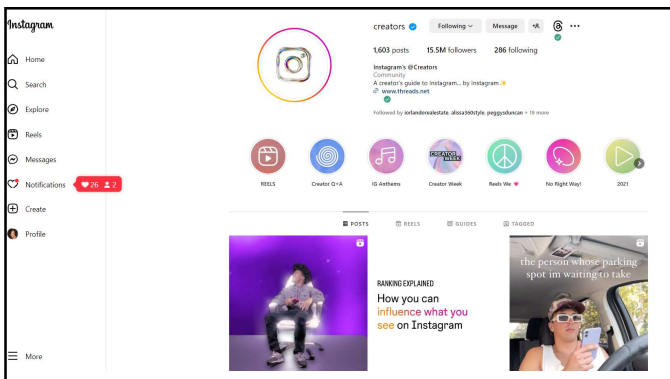 Instagram
Home
Search
Explore
Reels
Messages
Notifications 26 2
Create
Profile
More
creators Following Message
1,603 posts 15.5M followers 286 following
Instagram's @Creators
Community
A creator's guide to Instagram... by Instagram ✨
www.threads.net
Followed by iorlanderealestate, alissa360style, peggysduncan + 18 more
REELS Creator Q+A IG Anthems Creator Week Reels We No Right Way! 2021
CREATOR
WEEK
POSTS REELS GUIDES TAGGED
RANKING EXPLAINED
How you can
influence what you
see on Instagram
the person whose parking
spot im waiting to take